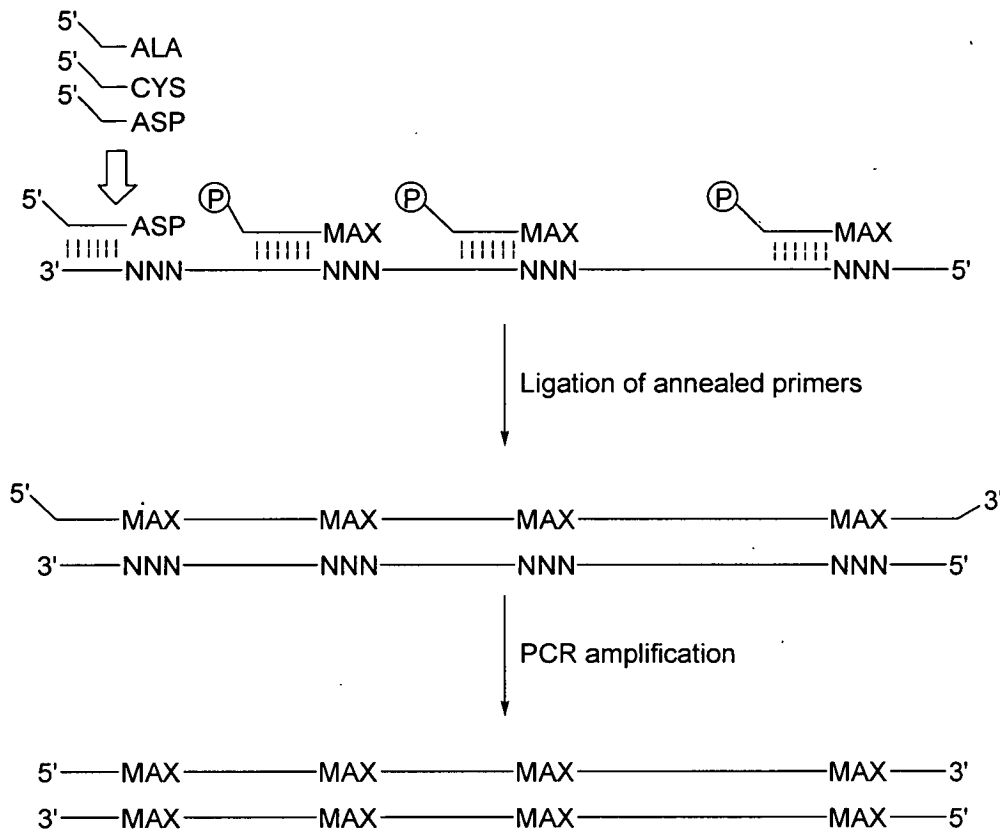 5' ALA
5' CYS
5' ASP
5' ASP P MAX P MAX P MAX
3' NNN NNN NNN NNN 5'
Ligation of annealed primers
5' MAX MAX MAX MAX 3'
3' NNN NNN NNN NNN 5'
PCR amplification
5' MAX MAX MAX MAX 3'
3' MAX MAX MAX MAX 5'